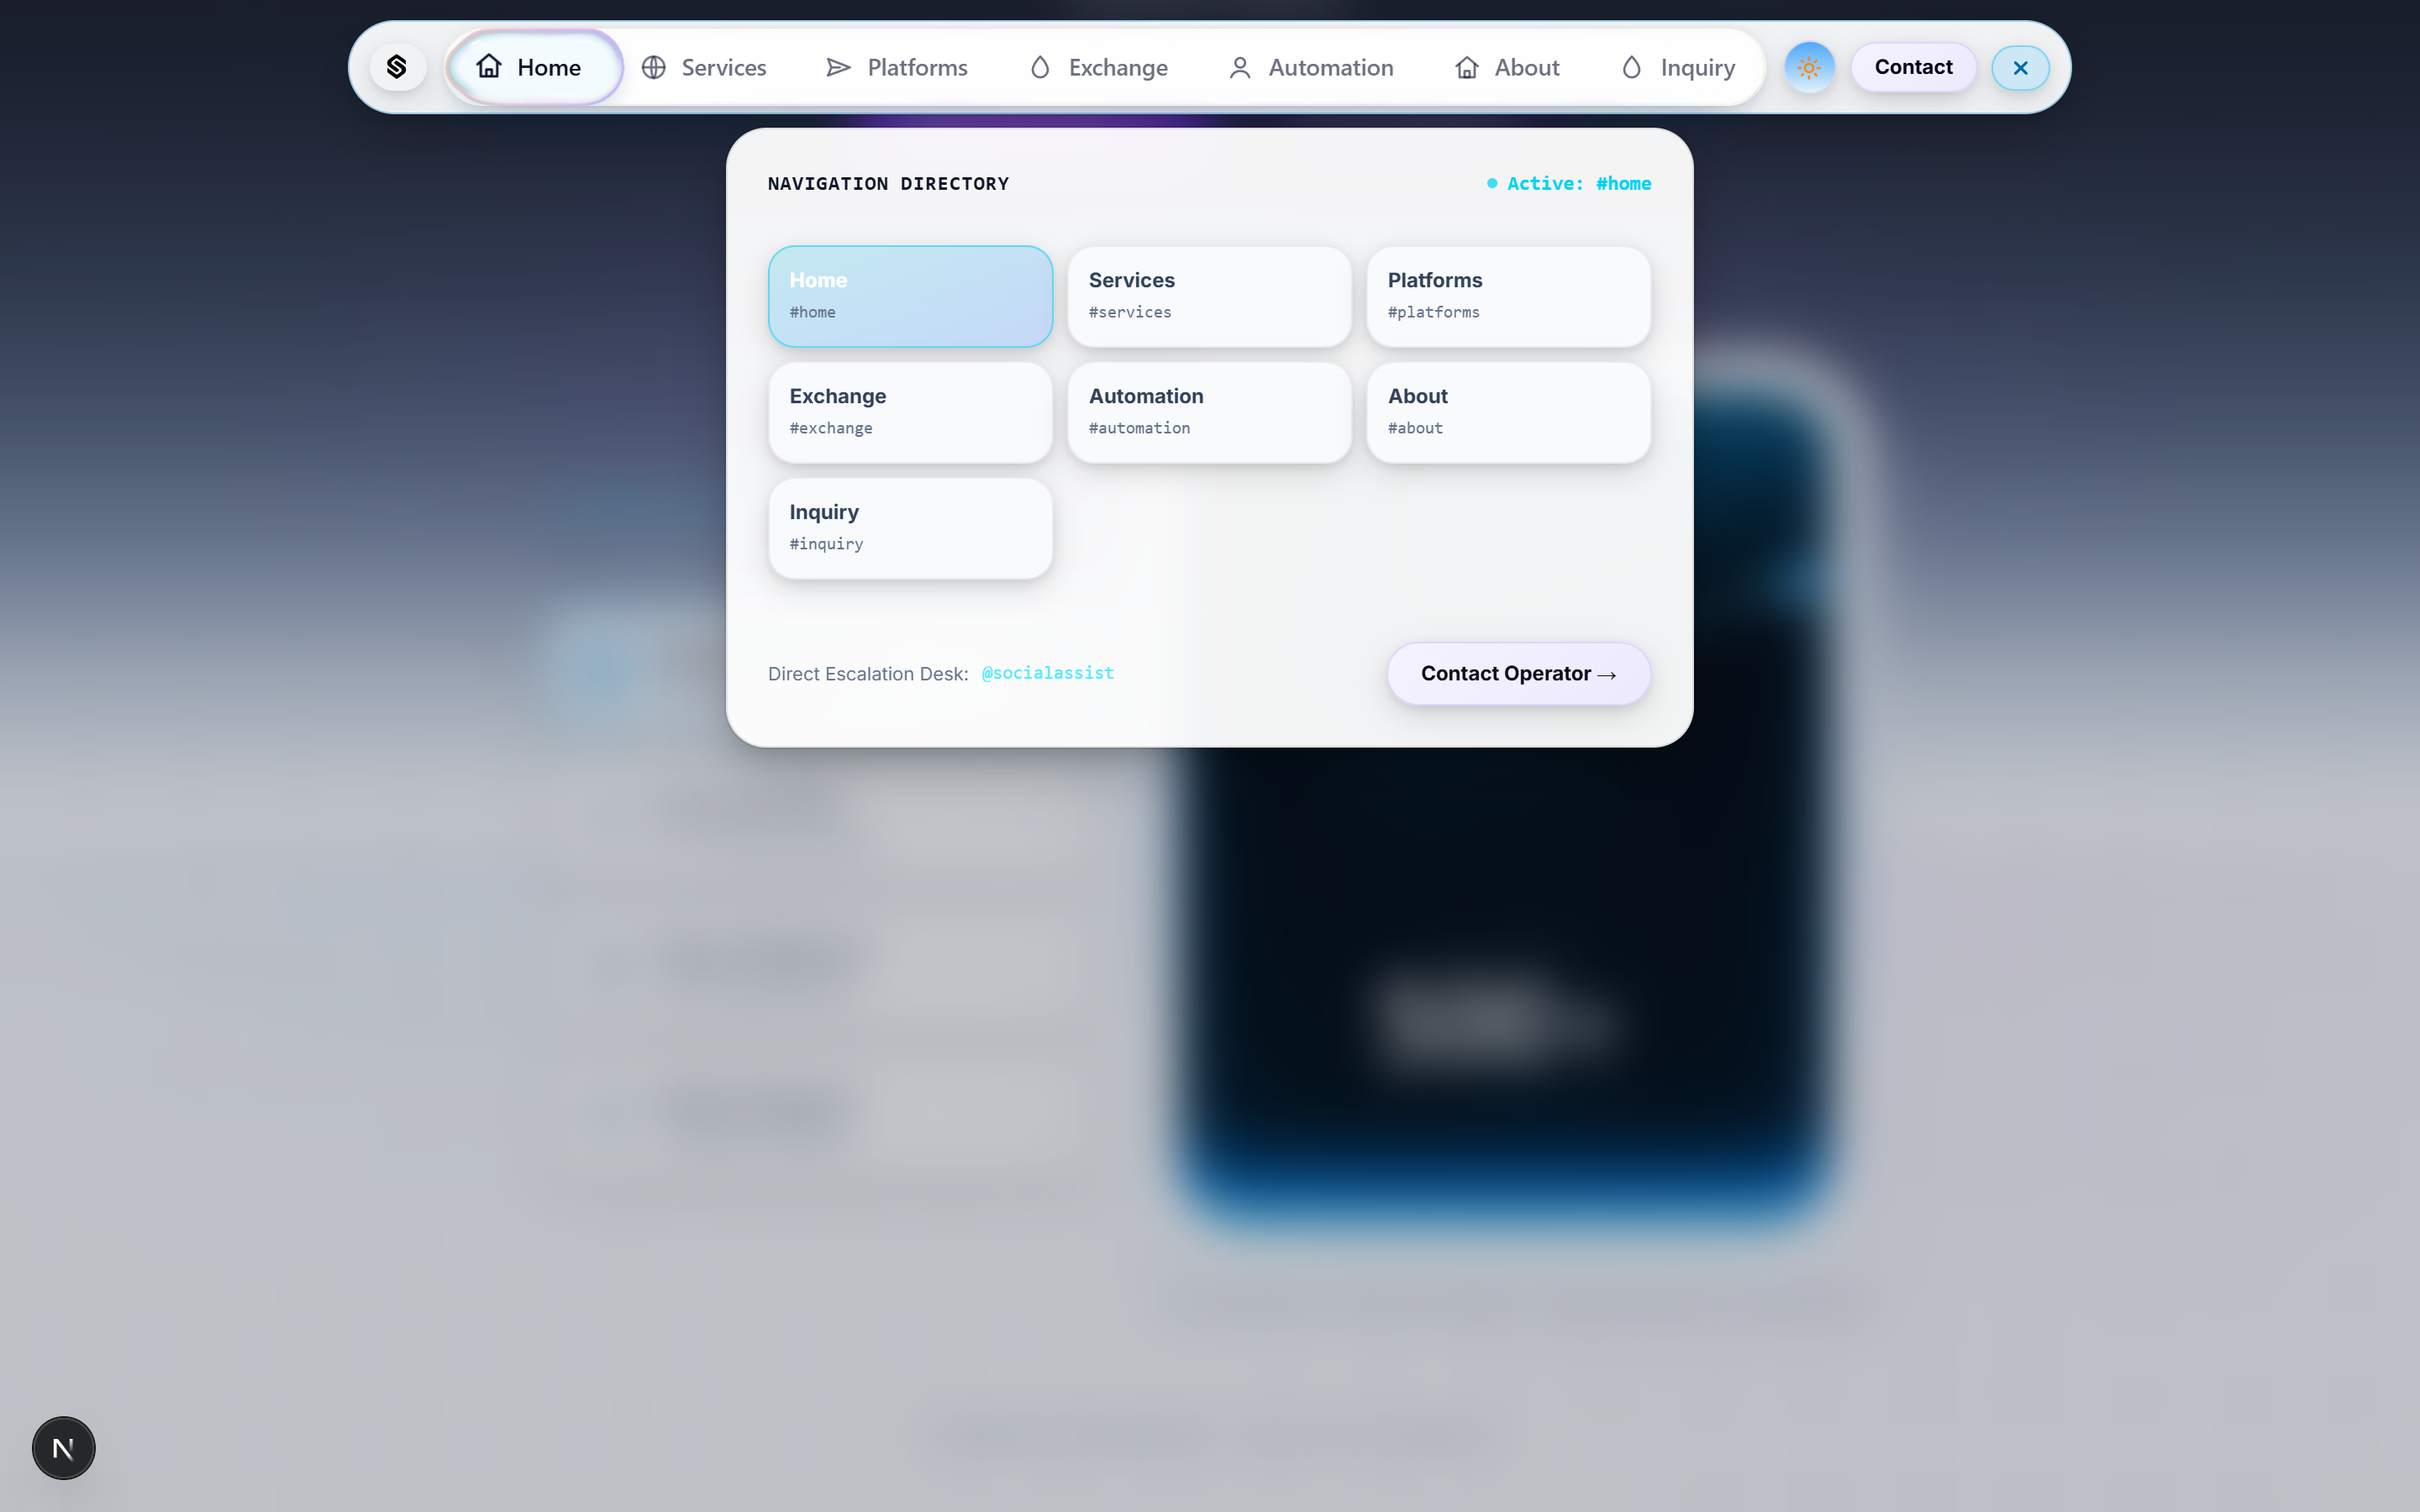 Home
Services
Platforms
Exchange
Automation
About
Inquiry
Contact
NAVIGATION DIRECTORY
Active: #home
Home
#home
Services
#services
Platforms
#platforms
Exchange
#exchange
Automation
#automation
About
#about
Inquiry
#inquiry
Direct Escalation Desk: @socialassist
Contact Operator →
N